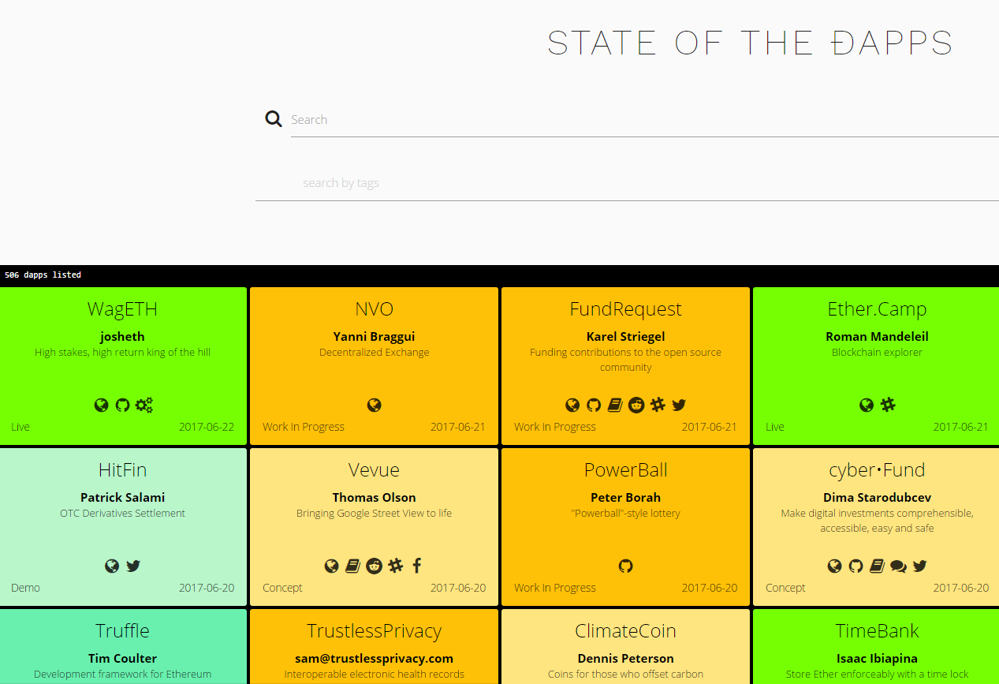 STATE OF THE ĐAPPS
Search
search by tags
506 dapps listed
WagETH
josheth
High stakes, high return king of the hill
Live
2017-06-22
NVO
Yanni Braggui
Decentralized Exchange
Work In Progress
2017-06-21
FundRequest
Karel Striegel
Funding contributions to the open source
community
Work In Progress
2017-06-21
Ether.Camp
Roman Mandeleil
Blockchain explorer
Live
2017-06-21
HitFin
Patrick Salami
OTC Derivatives Settlement
Demo
2017-06-20
Vevue
Thomas Olson
Bringing Google Street View to life
Concept
2017-06-20
PowerBall
Peter Borah
"Powerball"-style lottery
Work In Progress
2017-06-20
cyber•Fund
Dima Starodubcev
Make digital investments comprehensible,
accessible, easy and safe
Concept
2017-06-20
Truffle
Tim Coulter
Development framework for Ethereum
TrustlessPrivacy
sam@trustlessprivacy.com
Interoperable electronic health records
ClimateCoin
Dennis Peterson
Coins for those who offset carbon
TimeBank
Isaac Ibiapina
Store Ether enforceably with a time lock